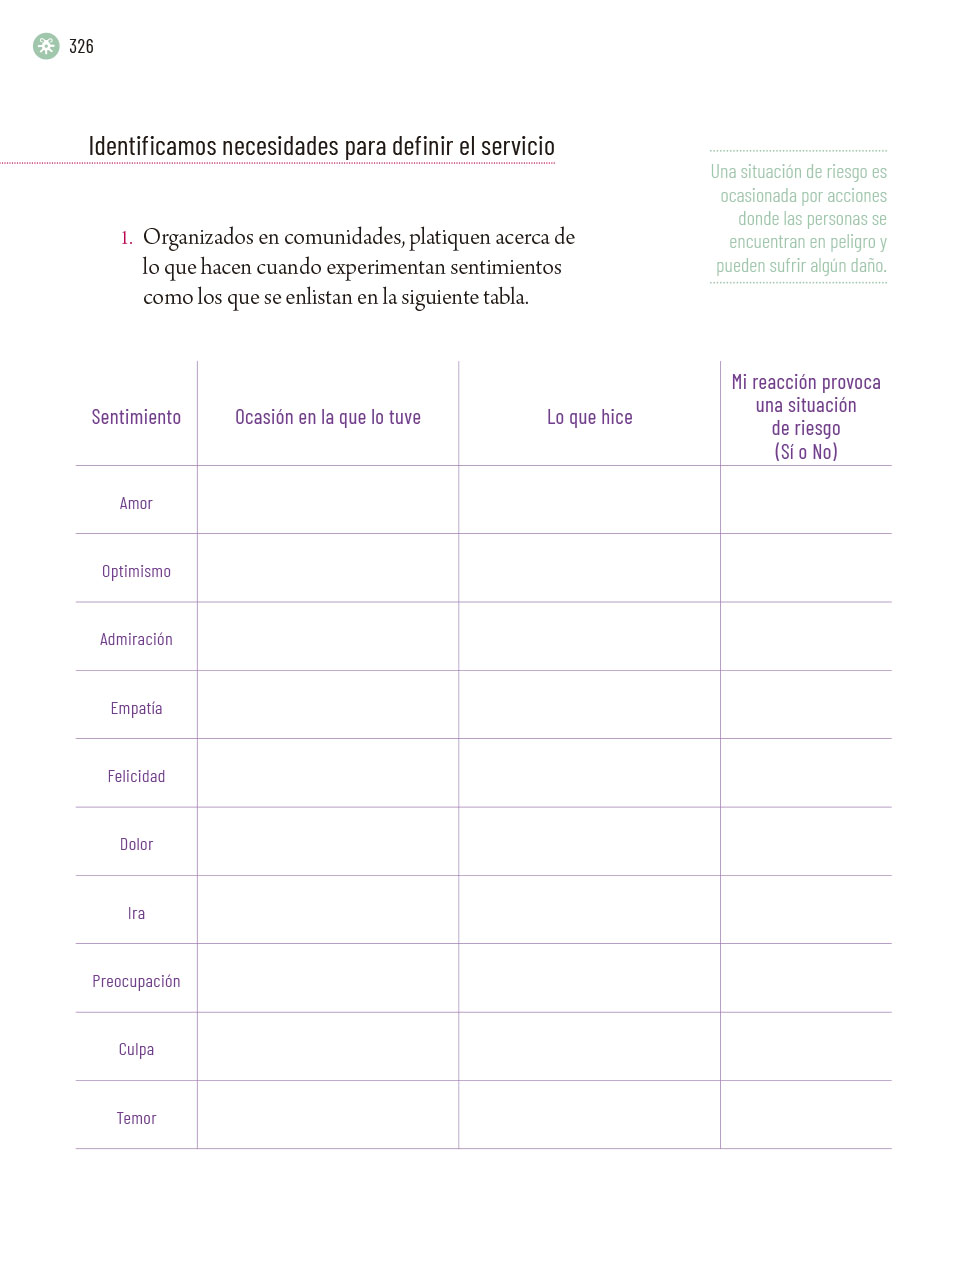 326
Identificamos necesidades para definir el servicio
Una situación de riesgo es
ocasionada por acciones
donde las personas se
encuentran en peligro y
pueden sufrir algún daño.
1. Organizados en comunidades, platiquen acerca de
lo que hacen cuando experimentan sentimientos
como los que se enlistan en la siguiente tabla.
Sentimiento
Ocasión en la que lo tuve
Lo que hice
Mi reacción provoca
una situación
de riesgo
(Sí o No)
Amor
Optimismo
Admiración
Empatía
Felicidad
Dolor
Ira
Preocupación
Culpa
Temor